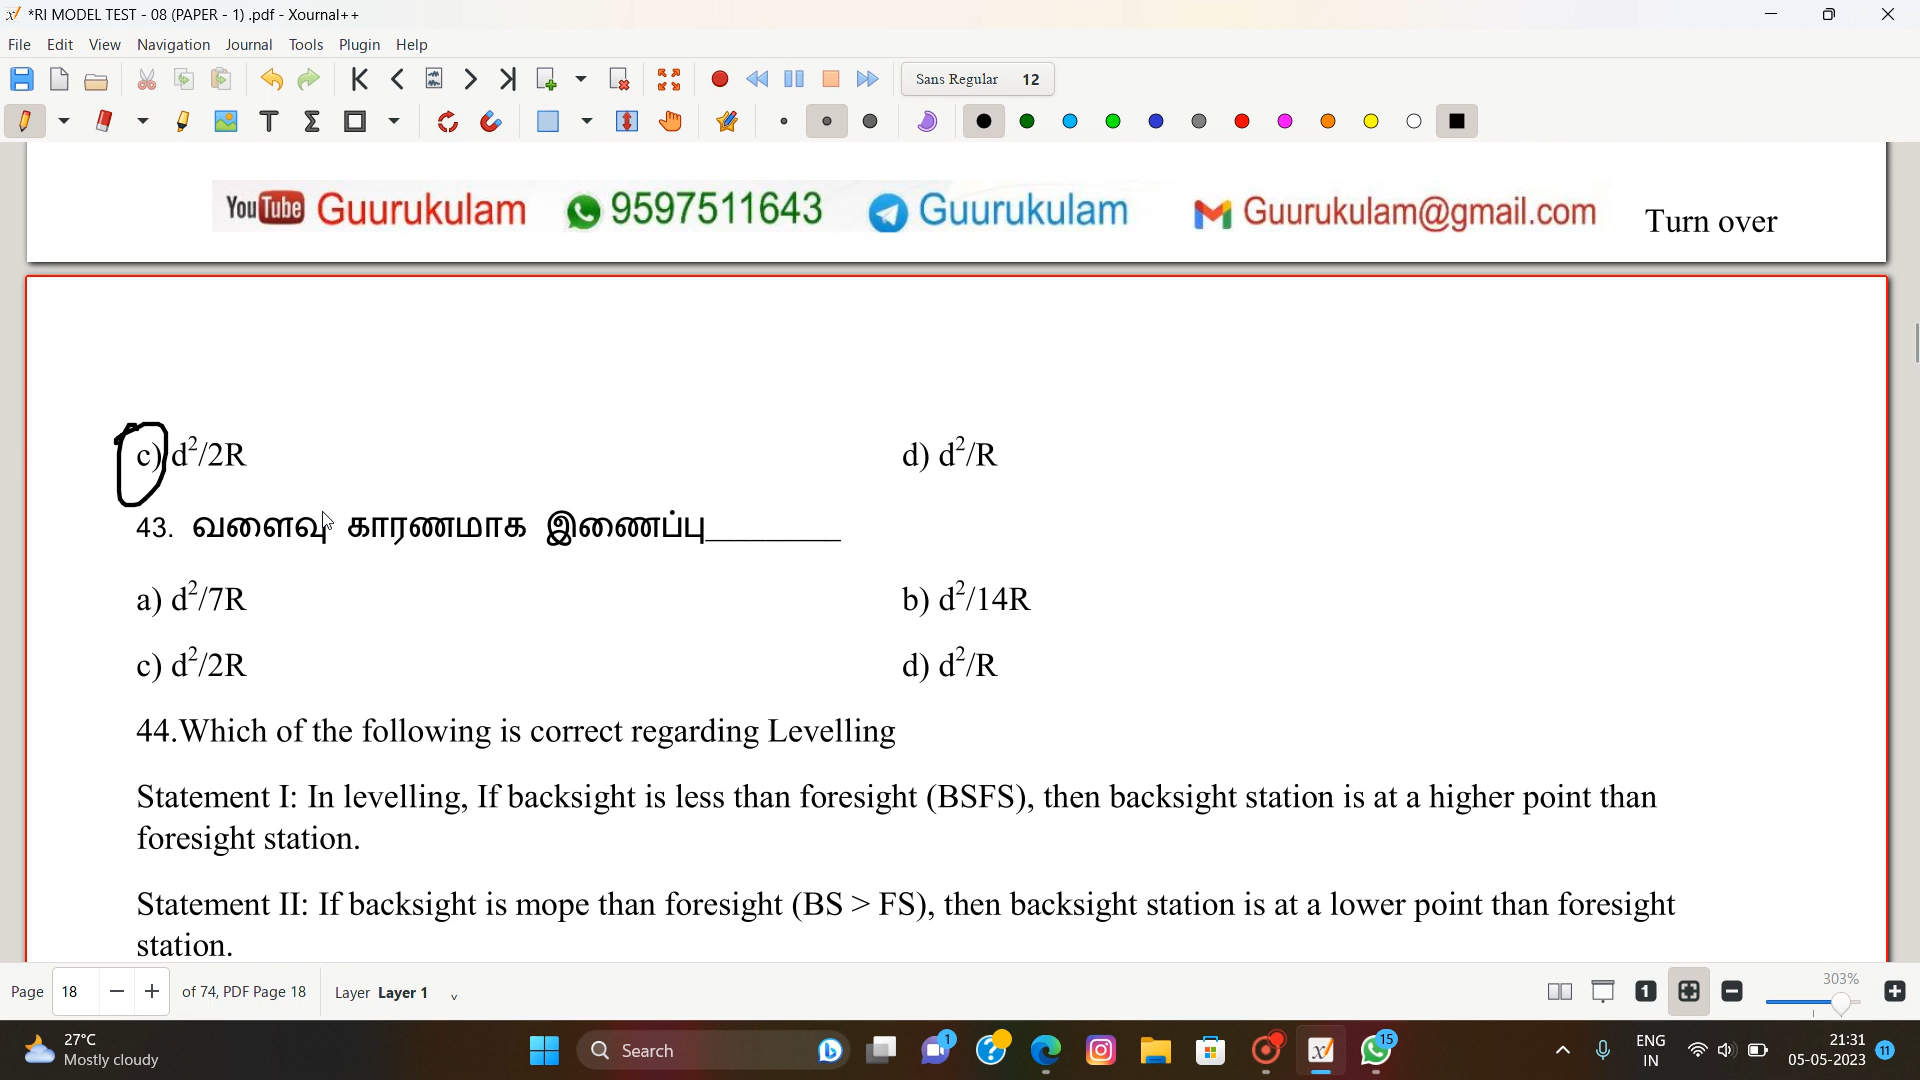 *RI MODEL TEST - 08 (PAPER - 1) .pdf - Xournal++
File Edit View Navigation Journal Tools Plugin Help
Sans Regular 12
YouTube Guurukulam 9597511643 Guurukulam Guurukulam@gmail.com Turn over
c) d²/2R d) d²/R
43. வளைவு காரணமாக இணைப்பு_________
a) d²/7R b) d²/14R
c) d²/2R d) d²/R
44.Which of the following is correct regarding Levelling
Statement I: In levelling, If backsight is less than foresight (BSFS), then backsight station is at a higher point than
foresight station.
Statement II: If backsight is mope than foresight (BS > FS), then backsight station is at a lower point than foresight
station.
Page 18 of 74, PDF Page 18 Layer Layer 1 303%
27°C
Mostly cloudy
Search
1
15
ENG
IN
21:31
05-05-2023
11